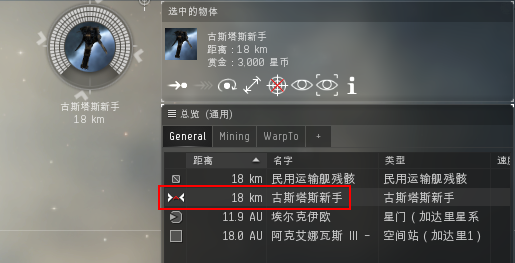 古斯塔斯新手
18 km
选中的物体
古斯塔斯新手
距离：18 km
赏金：3,000 星币
总览（通用）
General Mining WarpTo +
距离 名字 类型 速度
18 km 民用运输舰残骸 民用运输舰残骸
18 km 古斯塔斯新手 古斯塔斯新手
11.9 AU 埃尔克伊欧 星门（加达里星系
18.0 AU 阿克艾娜瓦斯 III - 空间站（加达里1）